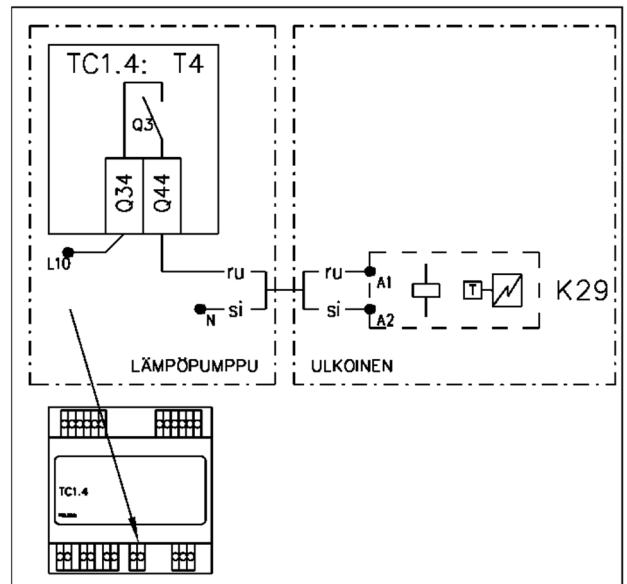 TC1.4: T4
Q3
Q34
Q44
L10
ru
ru
A1
K29
T
N
si
si
A2
LÄMPÖPUMPPU
ULKOINEN
TC1.4